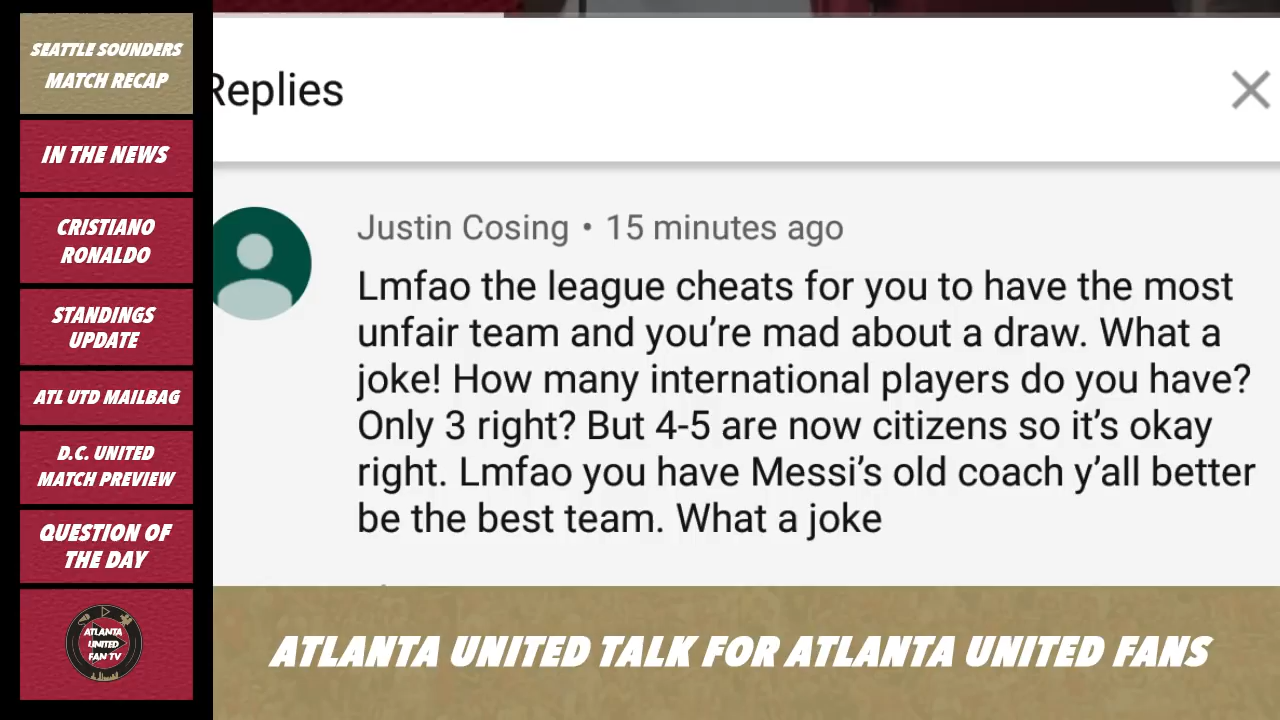 SEATTLE SOUNDERS
MATCH RECAP
IN THE NEWS
CRISTIANO
RONALDO
STANDINGS
UPDATE
ATL UTD MAILBAG
D.C. UNITED
MATCH PREVIEW
QUESTION OF
THE DAY
ATLANTA
UNITED
FAN TV
Replies
Justin Cosing • 15 minutes ago
Lmfao the league cheats for you to have the most
unfair team and you’re mad about a draw. What a
joke! How many international players do you have?
Only 3 right? But 4-5 are now citizens so it’s okay
right. Lmfao you have Messi’s old coach y’all better
be the best team. What a joke
ATLANTA UNITED TALK FOR ATLANTA UNITED FANS